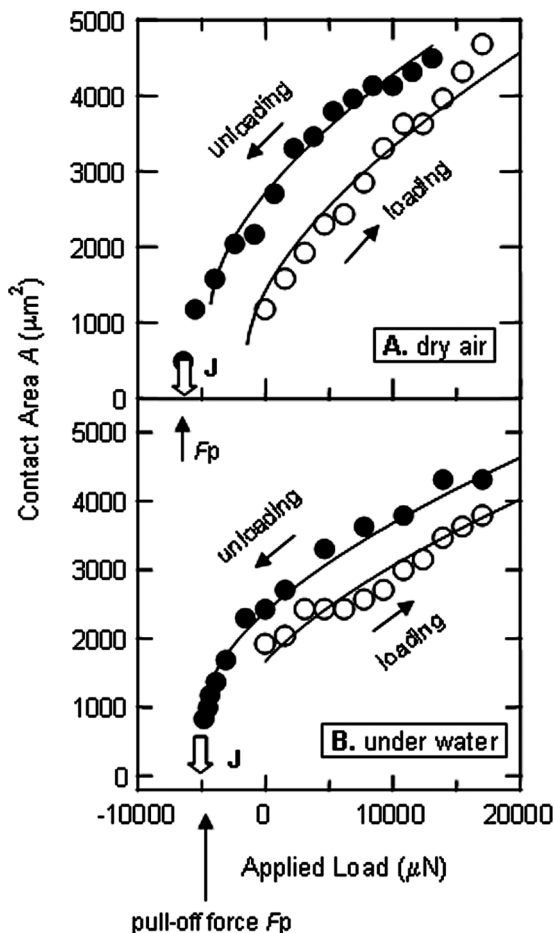 5000
4000
3000
2000
1000
0
unloading
loading
A. dry air
J
Fp
Contact Area A (μm²)
5000
4000
3000
2000
1000
0
unloading
loading
B. under water
J
-10000 0 10000 20000
Applied Load (μN)
pull-off force Fp